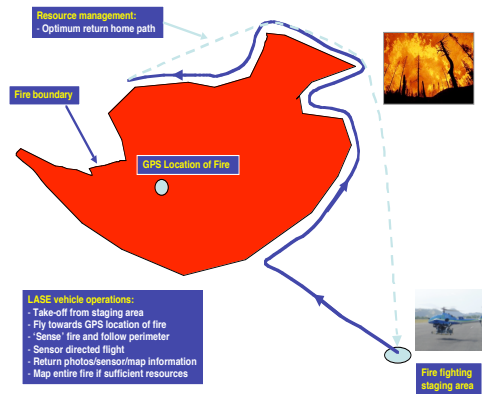 Resource management:
- Optimum return home path
Fire boundary
GPS Location of Fire
LASE vehicle operations:
- Take-off from staging area
- Fly towards GPS location of fire
- ‘Sense’ fire and follow perimeter
- Sensor directed flight
- Return photos/sensor/map information
- Map entire fire if sufficient resources
Fire fighting
staging area